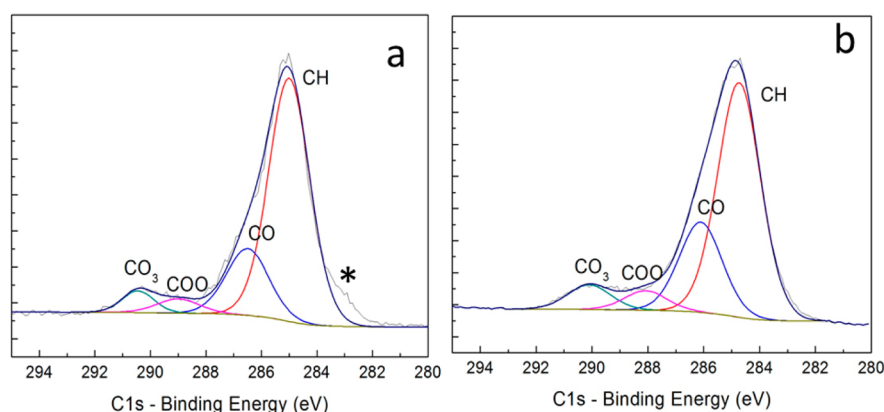 a
CH
CO
*
CO₃
COO
294 292 290 288 286 284 282 280
C1s - Binding Energy (eV)
b
CH
CO
CO₃
COO
294 292 290 288 286 284 282 280
C1s - Binding Energy (eV)